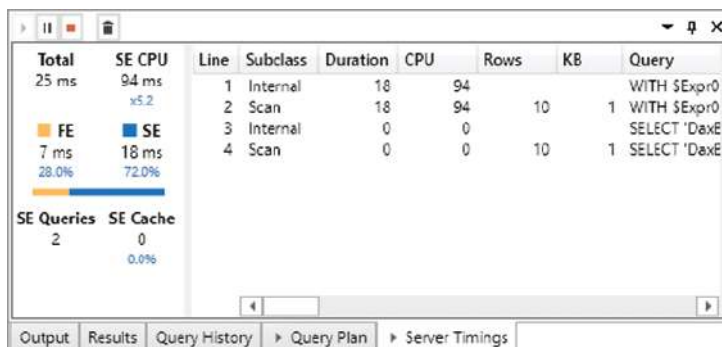 Total SE CPU Line Subclass Duration CPU Rows KB Query
25 ms 94 ms 1 Internal 18 94 WITH $Expr0
x5.2 2 Scan 18 94 10 1 WITH $Expr0
FE SE 3 Internal 0 0 SELECT 'DaxB
7 ms 18 ms 4 Scan 0 0 10 1 SELECT 'DaxB
28.0% 72.0%
SE Queries SE Cache
2 0
0.0%
Output Results Query History Query Plan Server Timings